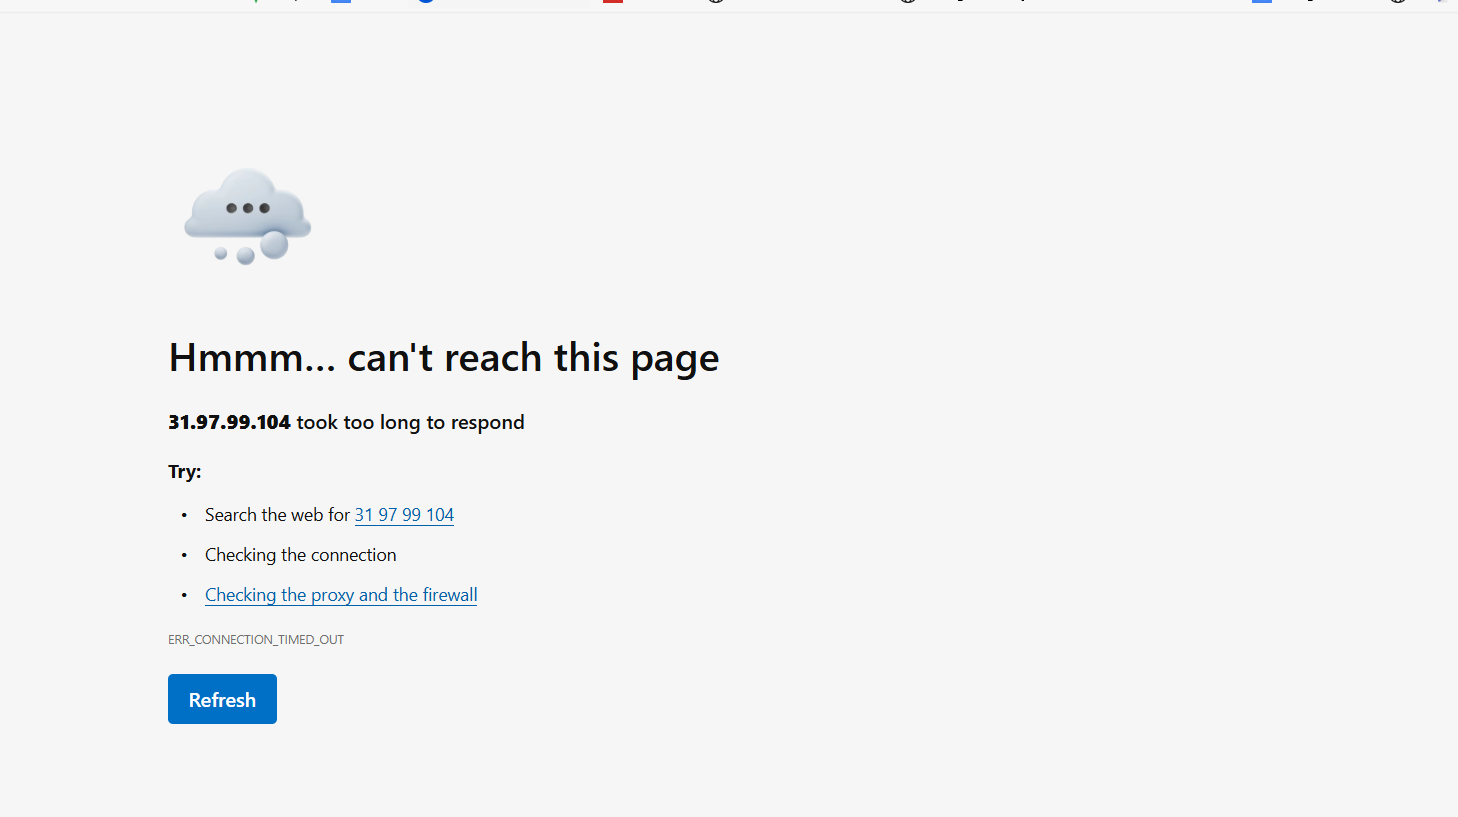 Hmmm... can't reach this page
31.97.99.104 took too long to respond
Try:
• Search the web for 31 97 99 104
• Checking the connection
• Checking the proxy and the firewall
ERR_CONNECTION_TIMED_OUT
Refresh